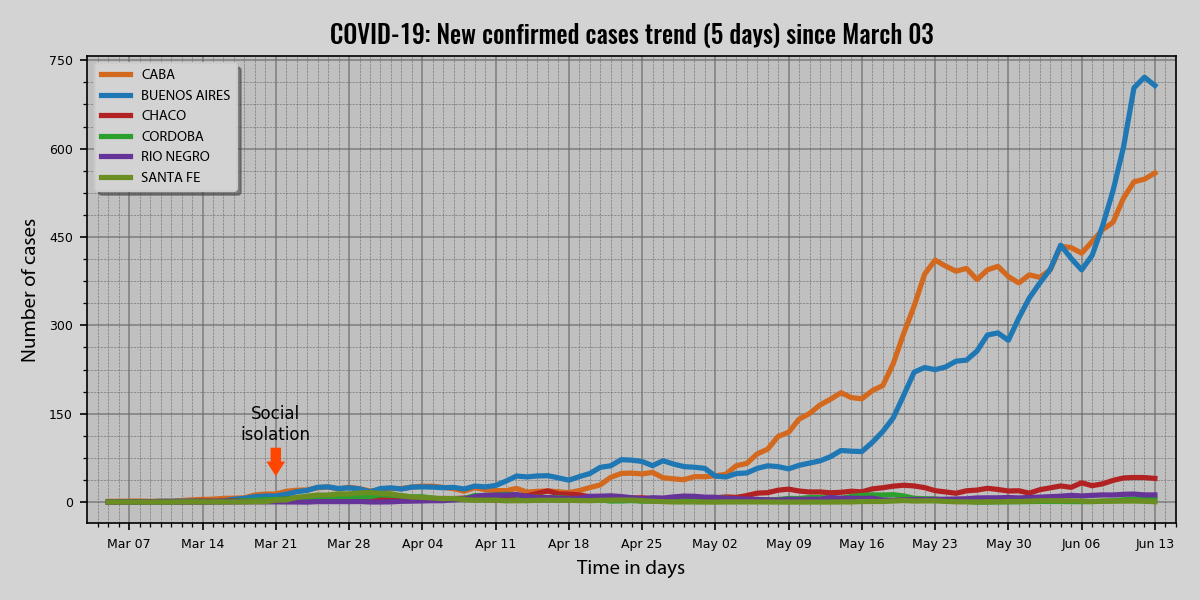 COVID-19: New confirmed cases trend (5 days) since March 03
750
600
450
300
150
0
Number of cases
CABA
BUENOS AIRES
CHACO
CORDOBA
RIO NEGRO
SANTA FE
Social
isolation
Mar 07 Mar 14 Mar 21 Mar 28 Apr 04 Apr 11 Apr 18 Apr 25 May 02 May 09 May 16 May 23 May 30 Jun 06 Jun 13
Time in days